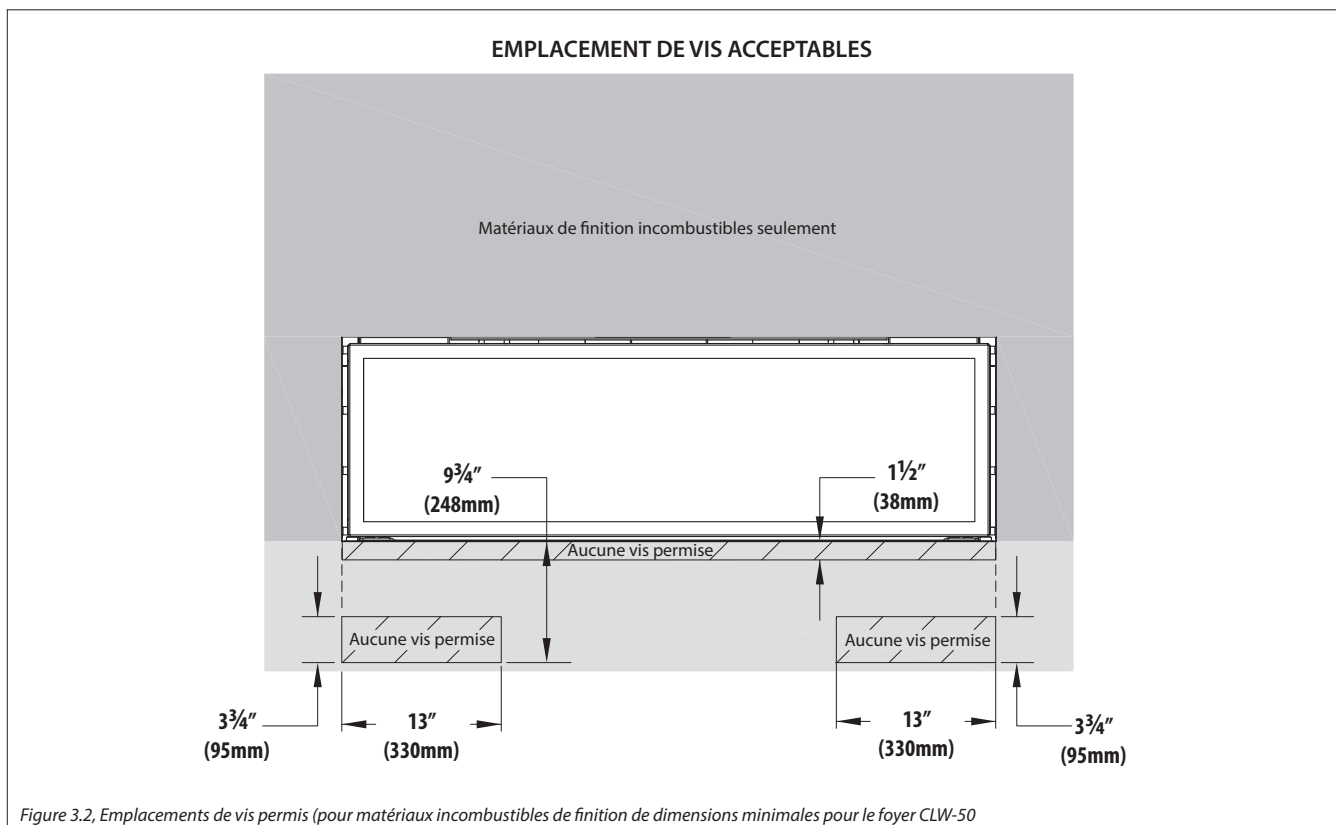 EMPLACEMENT DE VIS ACCEPTABLES
Matériaux de finition incombustibles seulement
9¾"
(248mm)
1½"
(38mm)
Aucune vis permise
Aucune vis permise
Aucune vis permise
3¾"
(95mm)
13"
(330mm)
13"
(330mm)
3¾"
(95mm)
Figure 3.2, Emplacements de vis permis (pour matériaux incombustibles de finition de dimensions minimales pour le foyer CLW-50